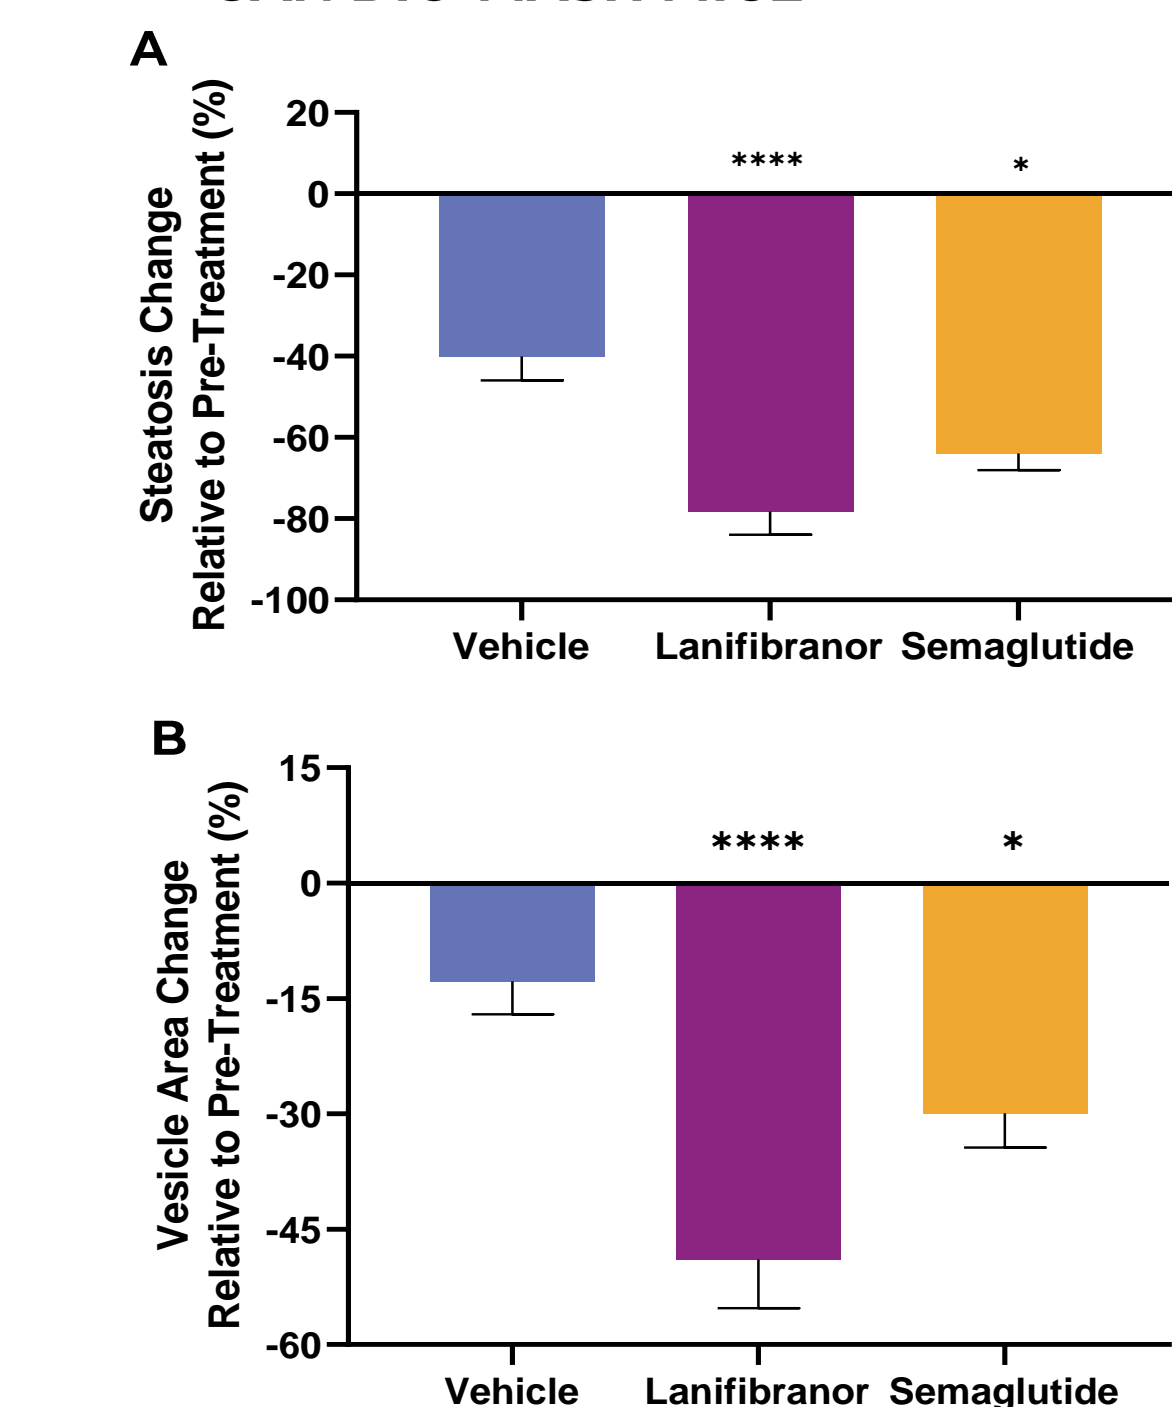 A
Steatosis Change
Relative to Pre-Treatment (%)
20
0
-20
-40
-60
-80
-100
****
*
Vehicle Lanifibranor Semaglutide
B
Vesicle Area Change
Relative to Pre-Treatment (%)
15
0
-15
-30
-45
-60
****
*
Vehicle Lanifibranor Semaglutide